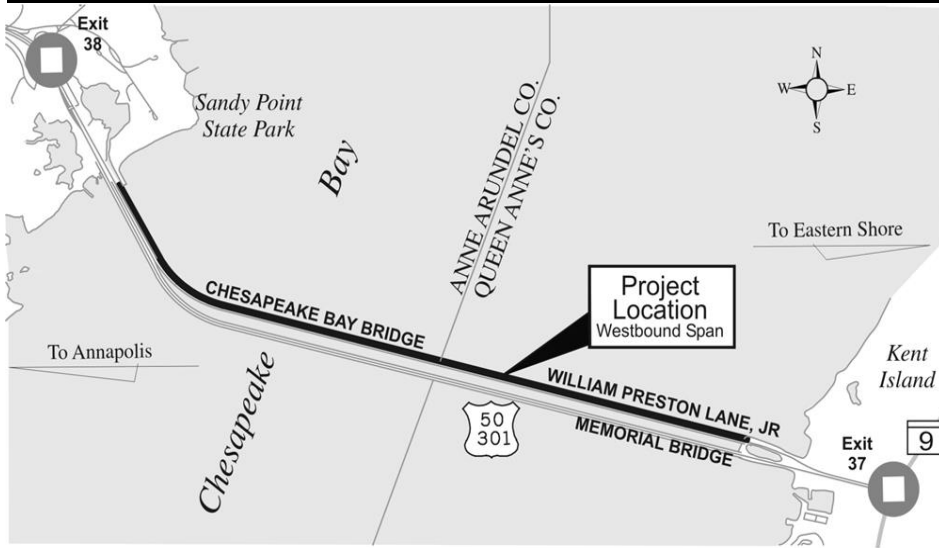 Exit
38
Sandy Point
State Park
Bay
ANNE ARUNDEL CO.
QUEEN ANNE'S CO.
N
W
E
S
To Eastern Shore
Project
Location
Westbound Span
CHESAPEAKE BAY BRIDGE
To Annapolis
Chesapeake
50
301
WILLIAM PRESTON LANE, JR
MEMORIAL BRIDGE
Kent
Island
Exit
37
9